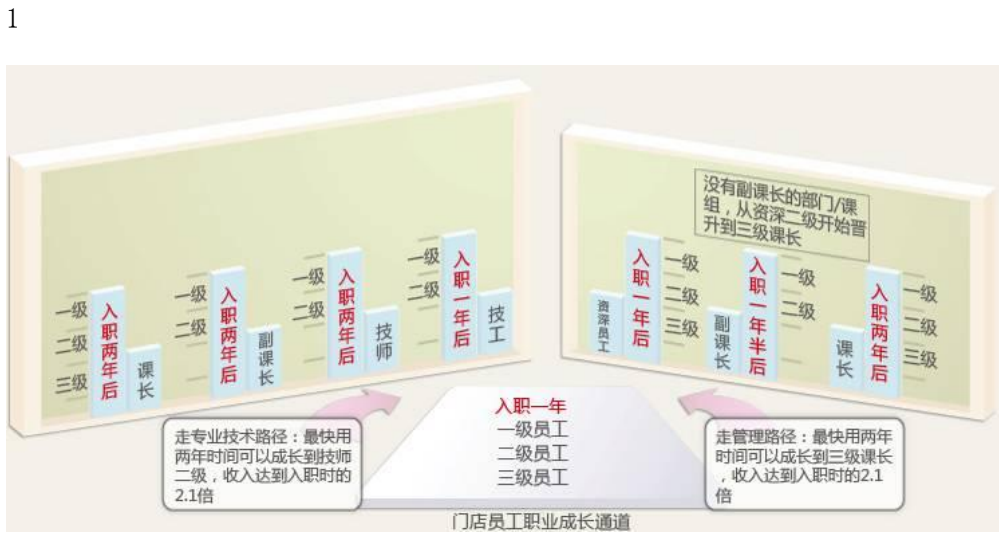 1
没有副课长的部门/课
组，从资深二级开始晋
升到三级课长
一级
二级
三级
入职两年后
课长
一级
二级
入职两年后
副课长
一级
二级
入职两年后
技师
一级
二级
入职一年后
技工
资深员工
入职一年后
一级
二级
三级
副课长
入职一年半后
一级
二级
课长
入职两年后
一级
二级
三级
走专业技术路径：最快用
两年时间可以成长到技师
二级，收入达到入职时的
2.1倍
入职一年
一级员工
二级员工
三级员工
走管理路径：最快用两年
时间可以成长到三级课长
，收入达到入职时的2.1
倍
门店员工职业成长通道